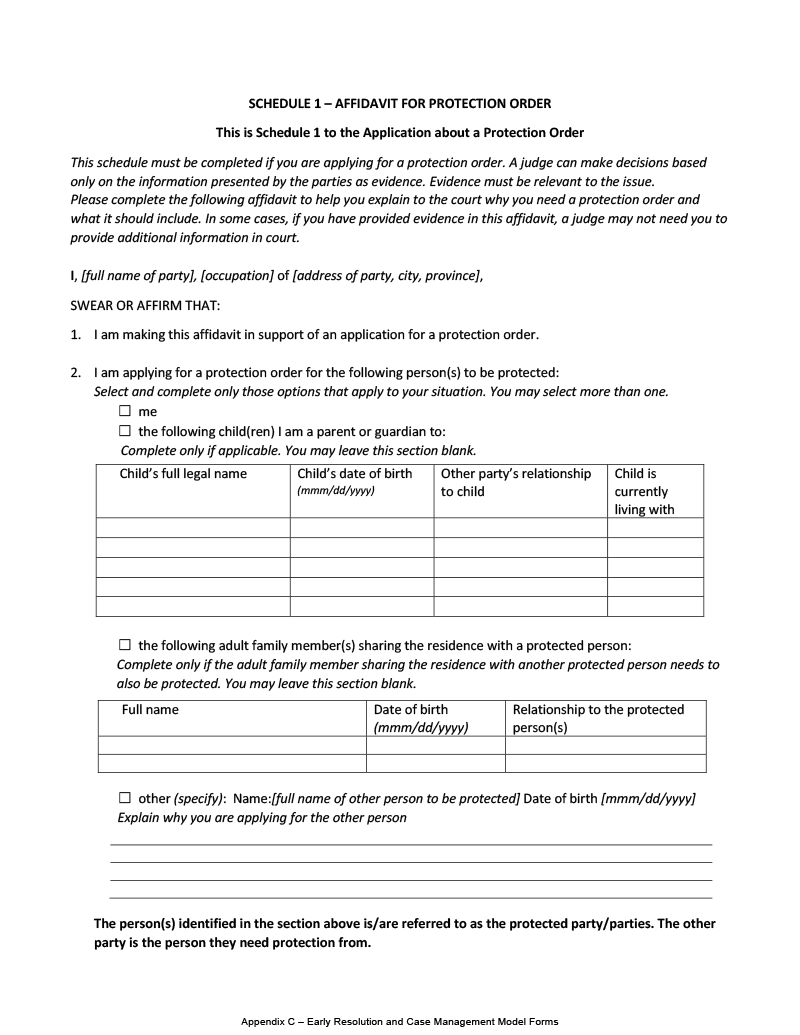 SCHEDULE 1 – AFFIDAVIT FOR PROTECTION ORDER
This is Schedule 1 to the Application about a Protection Order
This schedule must be completed if you are applying for a protection order. A judge can make decisions based
only on the information presented by the parties as evidence. Evidence must be relevant to the issue.
Please complete the following affidavit to help you explain to the court why you need a protection order and
what it should include. In some cases, if you have provided evidence in this affidavit, a judge may not need you to
provide additional information in court.
I, [full name of party], [occupation] of [address of party, city, province],
SWEAR OR AFFIRM THAT:
1. I am making this affidavit in support of an application for a protection order.
2. I am applying for a protection order for the following person(s) to be protected:
Select and complete only those options that apply to your situation. You may select more than one.
☐ me
☐ the following child(ren) I am a parent or guardian to:
Complete only if applicable. You may leave this section blank.
Child's full legal name
Child's date of birth
(mmm/dd/yyyy)
Other party's relationship
to child
Child is
currently
living with
☐ the following adult family member(s) sharing the residence with a protected person:
Complete only if the adult family member sharing the residence with another protected person needs to
also be protected. You may leave this section blank.
Full name
Date of birth
(mmm/dd/yyyy)
Relationship to the protected
person(s)
☐ other (specify): Name:[full name of other person to be protected] Date of birth [mmm/dd/yyyy]
Explain why you are applying for the other person
The person(s) identified in the section above is/are referred to as the protected party/parties. The other
party is the person they need protection from.
Appendix C – Early Resolution and Case Management Model Forms